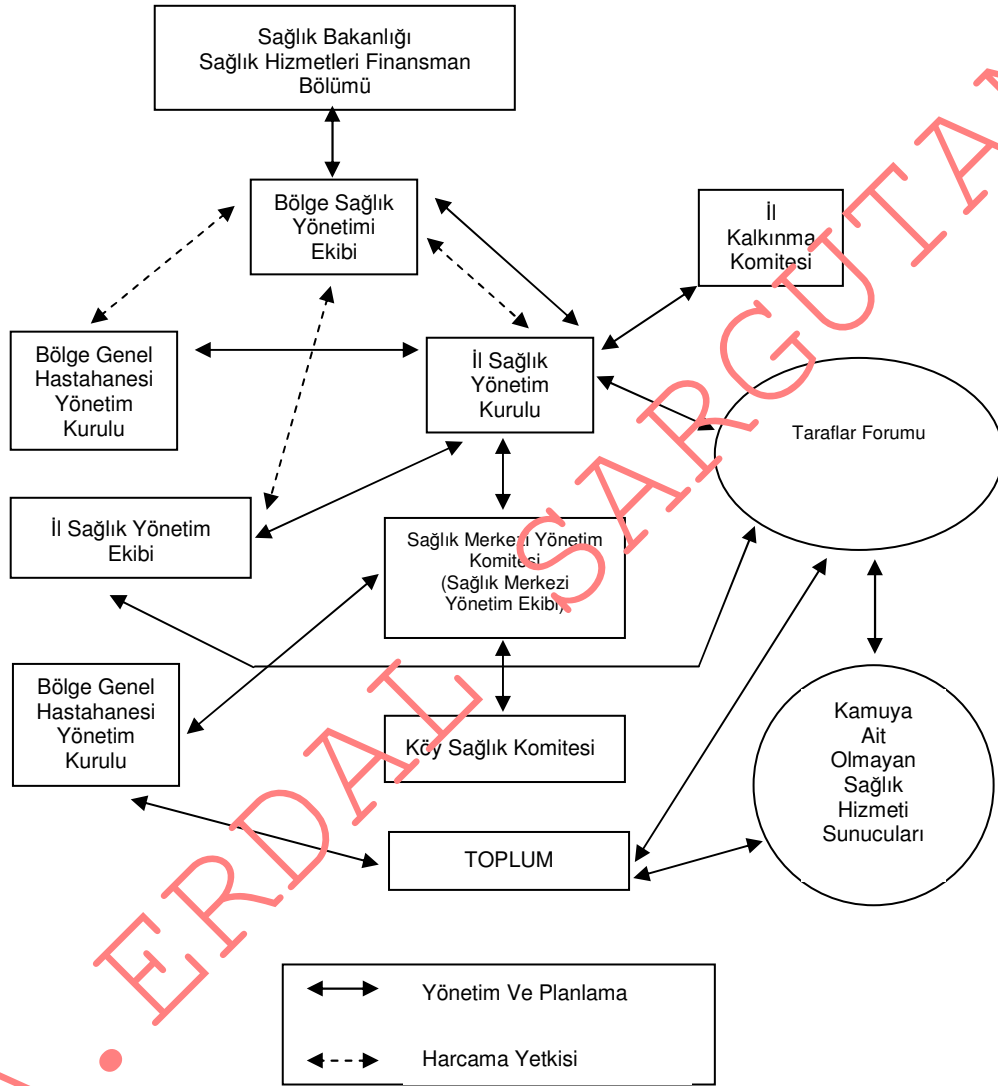 Sağlık Bakanlığı
Sağlık Hizmetleri Finansman
Bölümü
Bölge Sağlık
Yönetimi
Ekibi
İl
Kalkınma
Komitesi
Bölge Genel
Hastahanesi
Yönetim
Kurulu
İl Sağlık
Yönetim
Kurulu
Taraflar Forumu
İl Sağlık Yönetim
Ekibi
Sağlık Merkezi Yönetim
Komitesi
(Sağlık Merkezi
Yönetim Ekibi)
Bölge Genel
Hastahanesi
Yönetim
Kurulu
Köy Sağlık Komitesi
Kamuya
Ait
Olmayan
Sağlık
Hizmeti
Sunucuları
TOPLUM
Yönetim Ve Planlama
Harcama Yetkisi
. ERDAL SARGUTAN